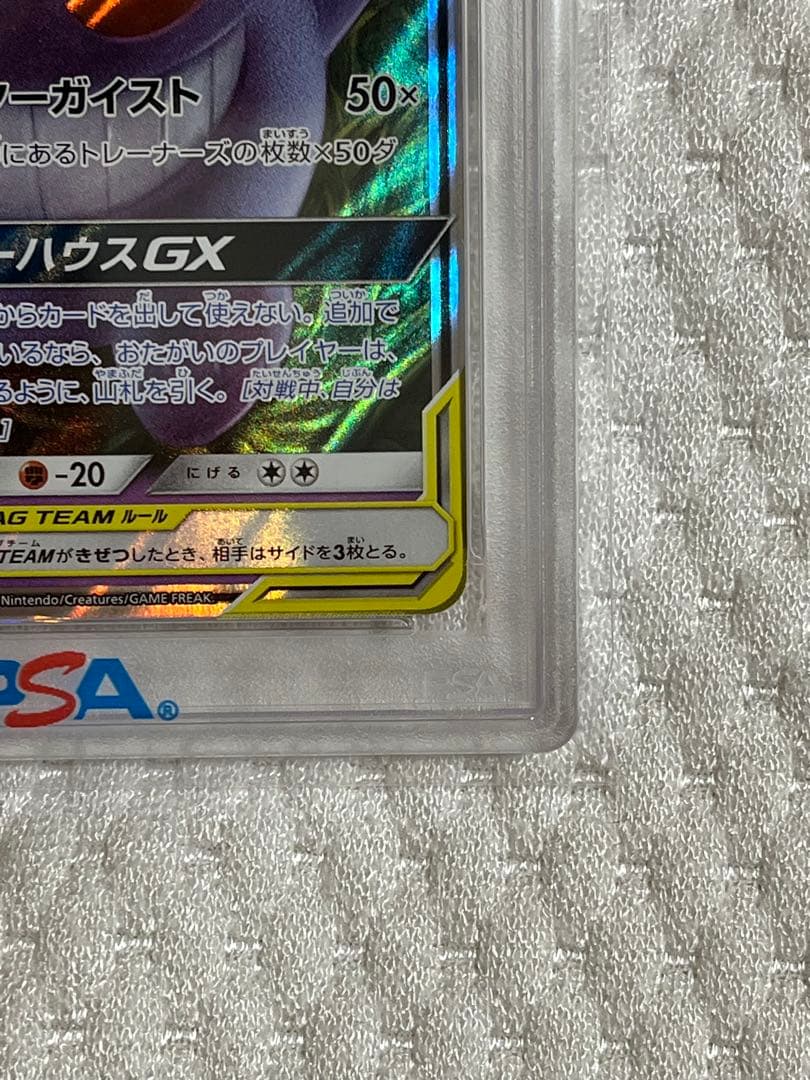 ーガイスト 50×
にあるトレーナーズの枚数×50ダ
ーハウスGX
からカードを出して使えない。追加で
いるなら、おたがいのプレイヤーは、
るように、山札を引く。[対戦中、自分は
]
-20 にげる
AG TEAM ルール
TEAMがきぜつしたとき、相手はサイドを3枚とる。
Nintendo/Creatures/GAME FREAK.
PSA®